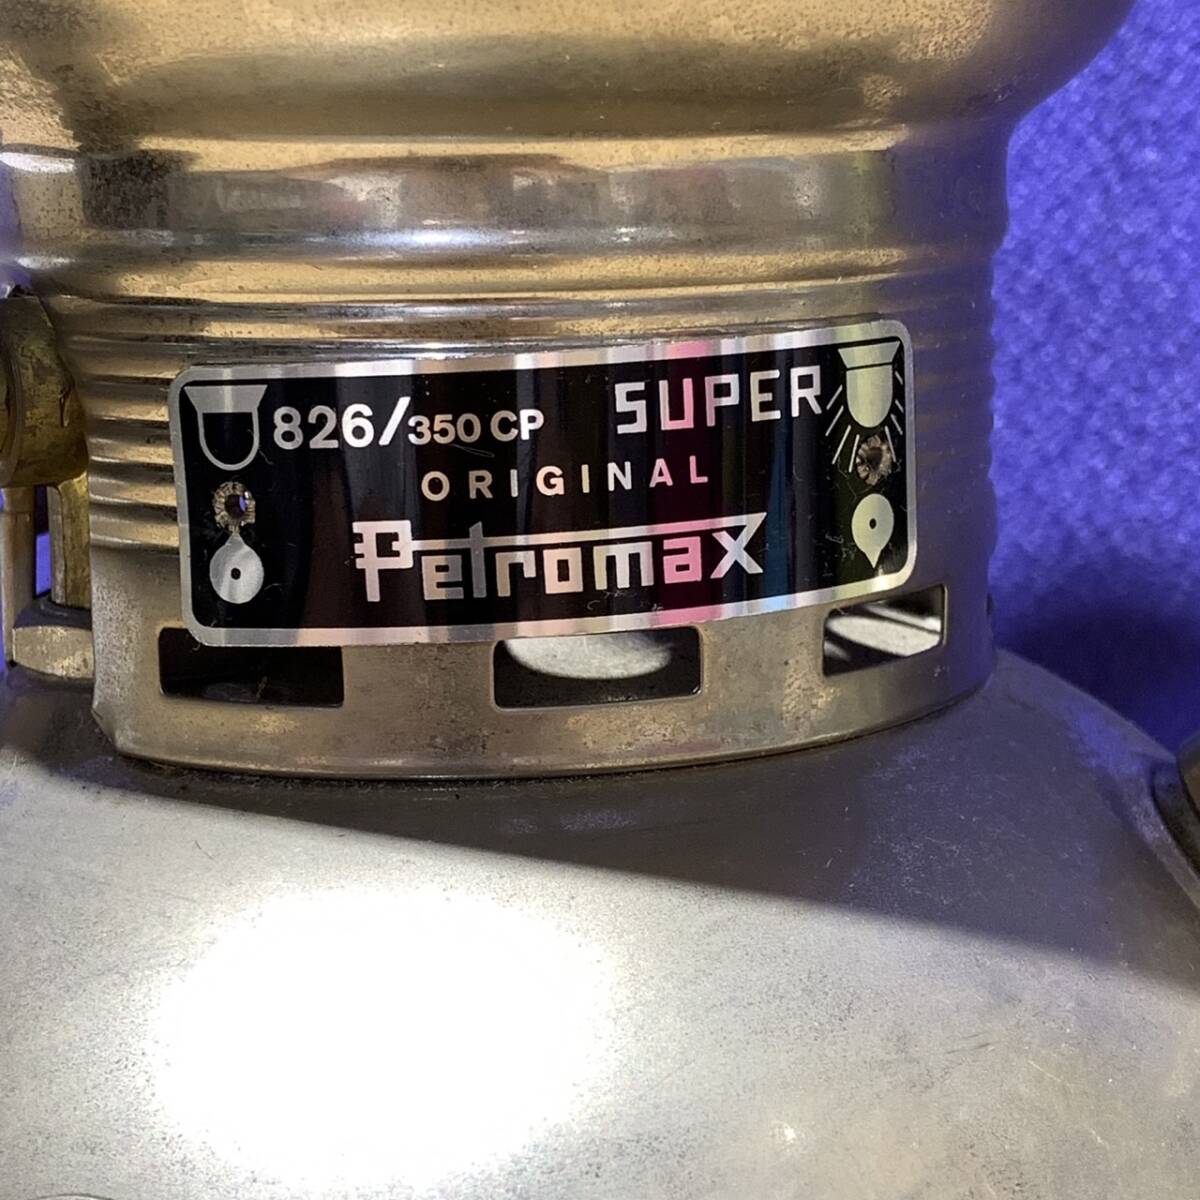 826/350 CP SUPER
ORIGINAL
Petromax